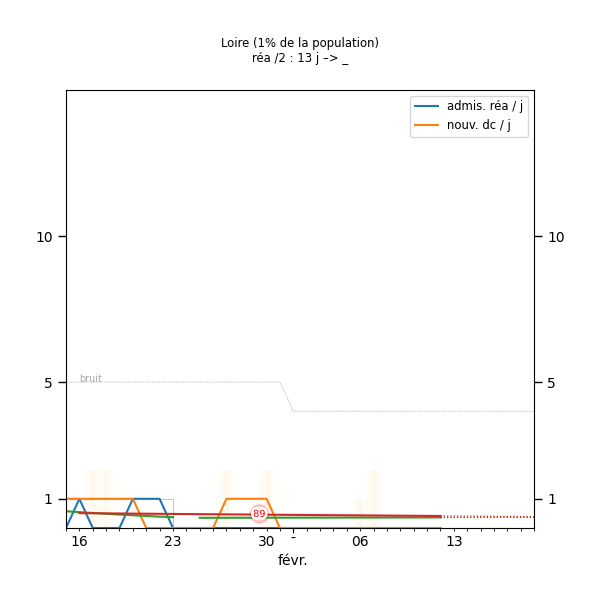 Loire (1% de la population)
réa /2 : 13 j –> _
admis. réa / j
nouv. dc / j
10
10
bruit
5
5
1
1
89
16
23
30
-
06
13
févr.